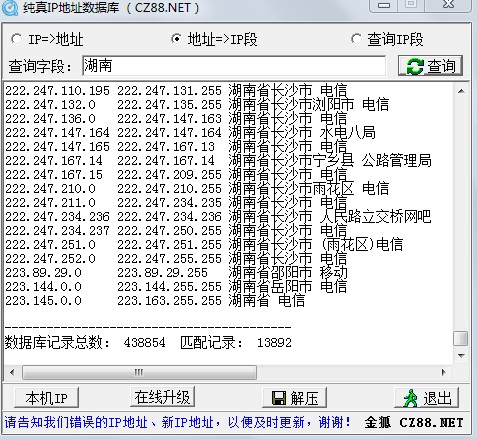 纯真IP地址数据库 （CZ88.NET）
IP=>地址 地址=>IP段 查询IP段
查询字段: 湖南 查询
222.247.110.195 222.247.131.255 湖南省长沙市 电信
222.247.132.0 222.247.135.255 湖南省长沙市浏阳市 电信
222.247.136.0 222.247.147.163 湖南省长沙市 电信
222.247.147.164 222.247.147.164 湖南省长沙市 水电八局
222.247.147.165 222.247.167.13 湖南省长沙市 电信
222.247.167.14 222.247.167.14 湖南省长沙市宁乡县 公路管理局
222.247.167.15 222.247.209.255 湖南省长沙市 电信
222.247.210.0 222.247.210.255 湖南省长沙市雨花区 电信
222.247.211.0 222.247.234.235 湖南省长沙市 电信
222.247.234.236 222.247.234.236 湖南省长沙市 人民路立交桥网吧
222.247.234.237 222.247.250.255 湖南省长沙市 电信
222.247.251.0 222.247.251.255 湖南省长沙市 (雨花区)电信
222.247.252.0 222.247.255.255 湖南省长沙市 电信
223.89.29.0 223.89.29.255 湖南省邵阳市 移动
223.144.0.0 223.144.255.255 湖南省岳阳市 电信
223.145.0.0 223.163.255.255 湖南省 电信
------------------------------------
数据库记录总数: 438854 匹配记录: 13892
本机IP 在线升级 解压 退出
请告知我们错误的IP地址、新IP地址，以便及时更新，谢谢! 金狐 CZ88.NET